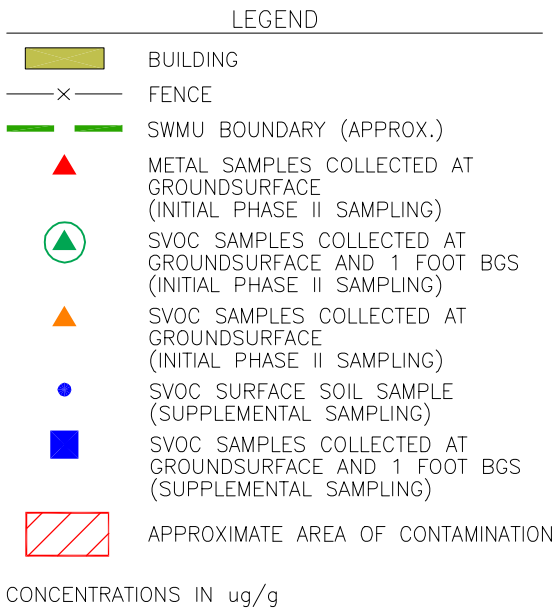 LEGEND
BUILDING
FENCE
SWMU BOUNDARY (APPROX.)
METAL SAMPLES COLLECTED AT
GROUNDSURFACE
(INITIAL PHASE II SAMPLING)
SVOC SAMPLES COLLECTED AT
GROUNDSURFACE AND 1 FOOT BGS
(INITIAL PHASE II SAMPLING)
SVOC SAMPLES COLLECTED AT
GROUNDSURFACE
(INITIAL PHASE II SAMPLING)
SVOC SURFACE SOIL SAMPLE
(SUPPLEMENTAL SAMPLING)
SVOC SAMPLES COLLECTED AT
GROUNDSURFACE AND 1 FOOT BGS
(SUPPLEMENTAL SAMPLING)
APPROXIMATE AREA OF CONTAMINATION
CONCENTRATIONS IN ug/g